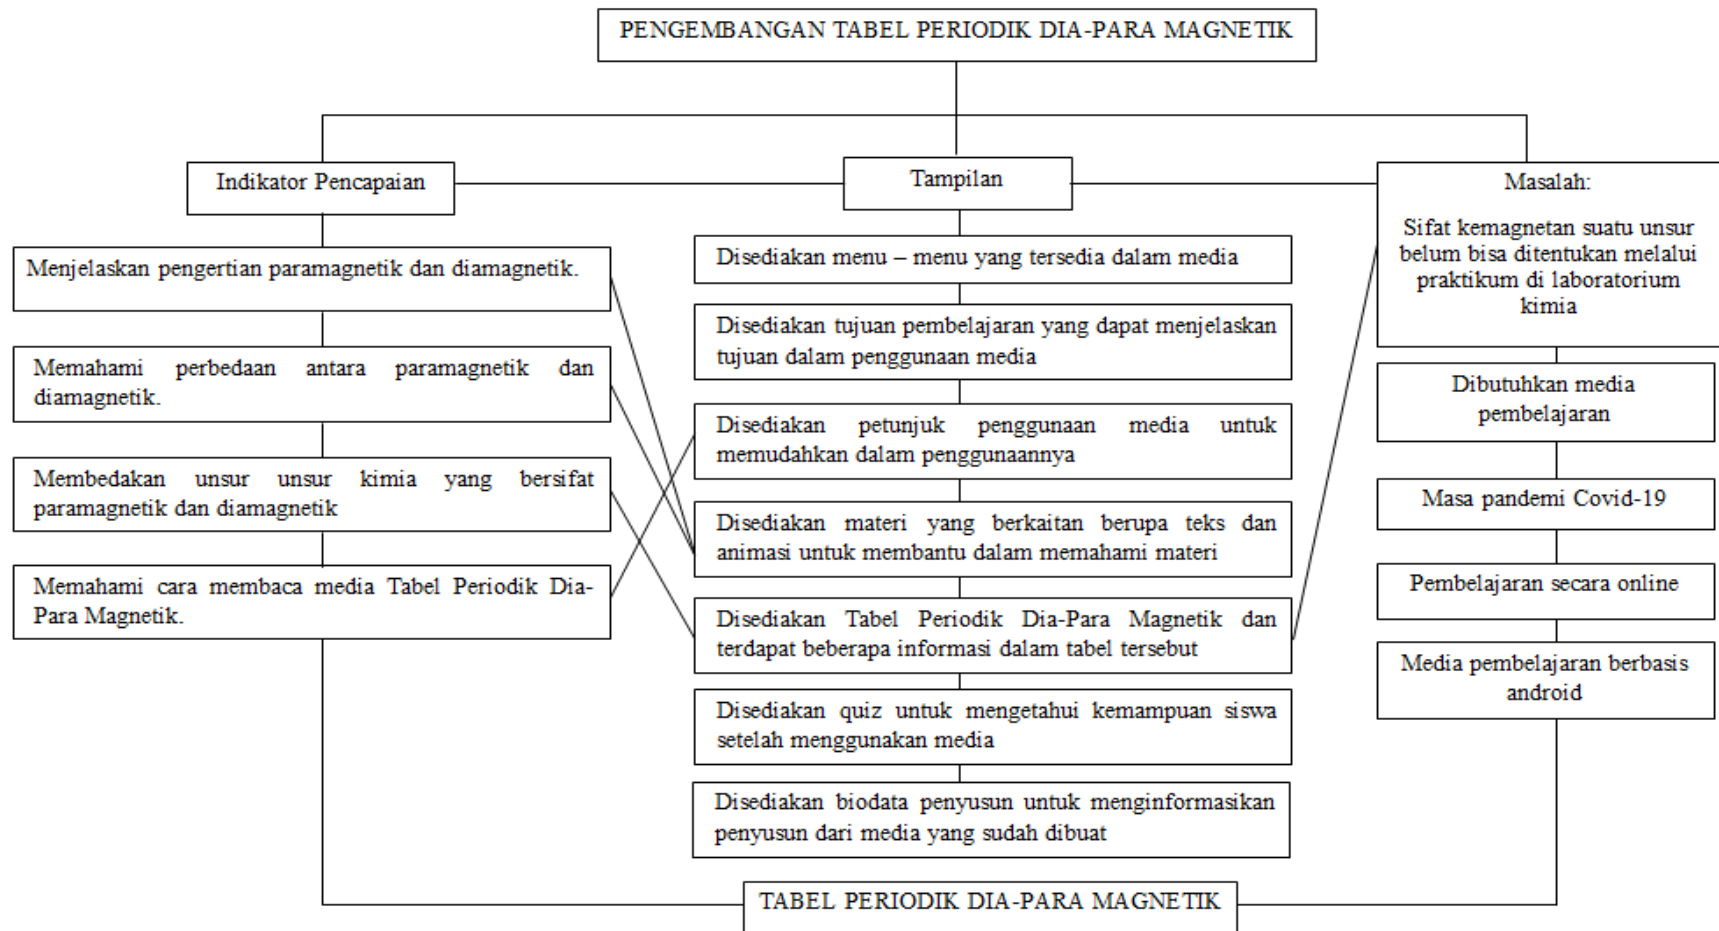 PENGEMBANGAN TABEL PERIODIK DIA-PARA MAGNETIK
Indikator Pencapaian
Menjelaskan pengertian paramagnetik dan diamagnetik.
Memahami perbedaan antara paramagnetik dan
diamagnetik.
Membedakan unsur unsur kimia yang bersifat
paramagnetik dan diamagnetik
Memahami cara membaca media Tabel Periodik Dia-
Para Magnetik.
Tampilan
Disediakan menu – menu yang tersedia dalam media
Disediakan tujuan pembelajaran yang dapat menjelaskan
tujuan dalam penggunaan media
Disediakan petunjuk penggunaan media untuk
memudahkan dalam penggunaannya
Disediakan materi yang berkaitan berupa teks dan
animasi untuk membantu dalam memahami materi
Disediakan Tabel Periodik Dia-Para Magnetik dan
terdapat beberapa informasi dalam tabel tersebut
Disediakan quiz untuk mengetahui kemampuan siswa
setelah menggunakan media
Disediakan biodata penyusun untuk menginformasikan
penyusun dari media yang sudah dibuat
Masalah:
Sifat kemagnetan suatu unsur
belum bisa ditentukan melalui
praktikum di laboratorium
kimia
Dibutuhkan media
pembelajaran
Masa pandemi Covid-19
Pembelajaran secara online
Media pembelajaran berbasis
android
TABEL PERIODIK DIA-PARA MAGNETIK